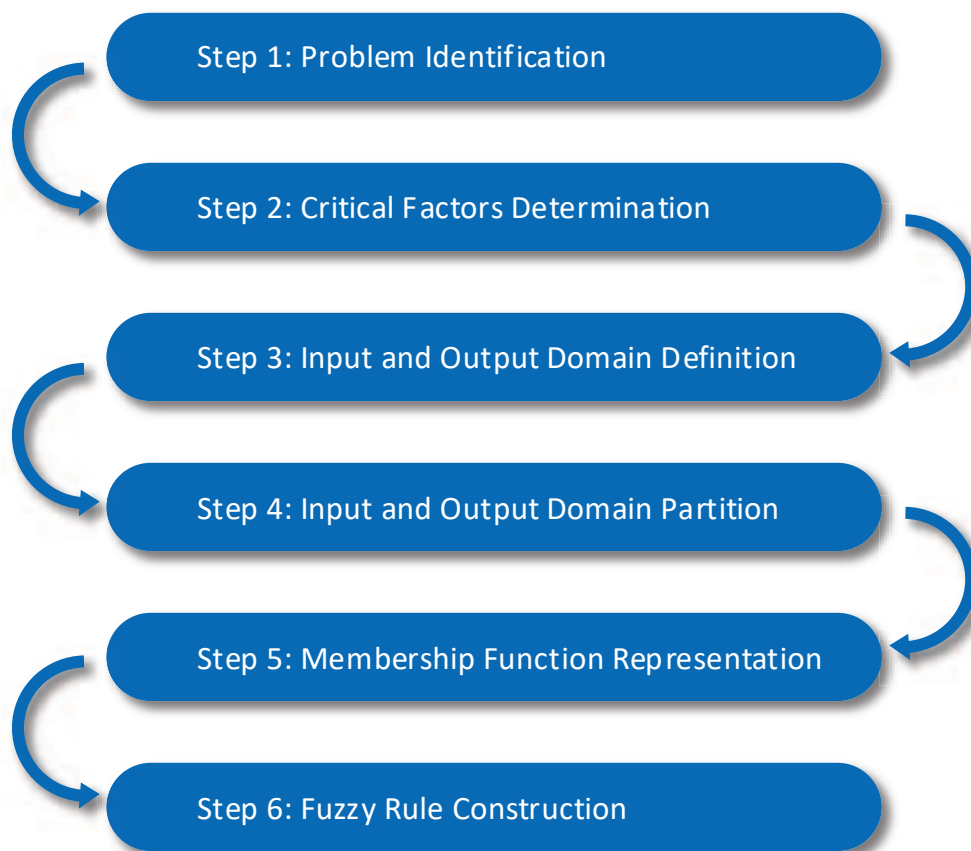 Step 1: Problem Identification
Step 2: Critical Factors Determination
Step 3: Input and Output Domain Definition
Step 4: Input and Output Domain Partition
Step 5: Membership Function Representation
Step 6: Fuzzy Rule Construction